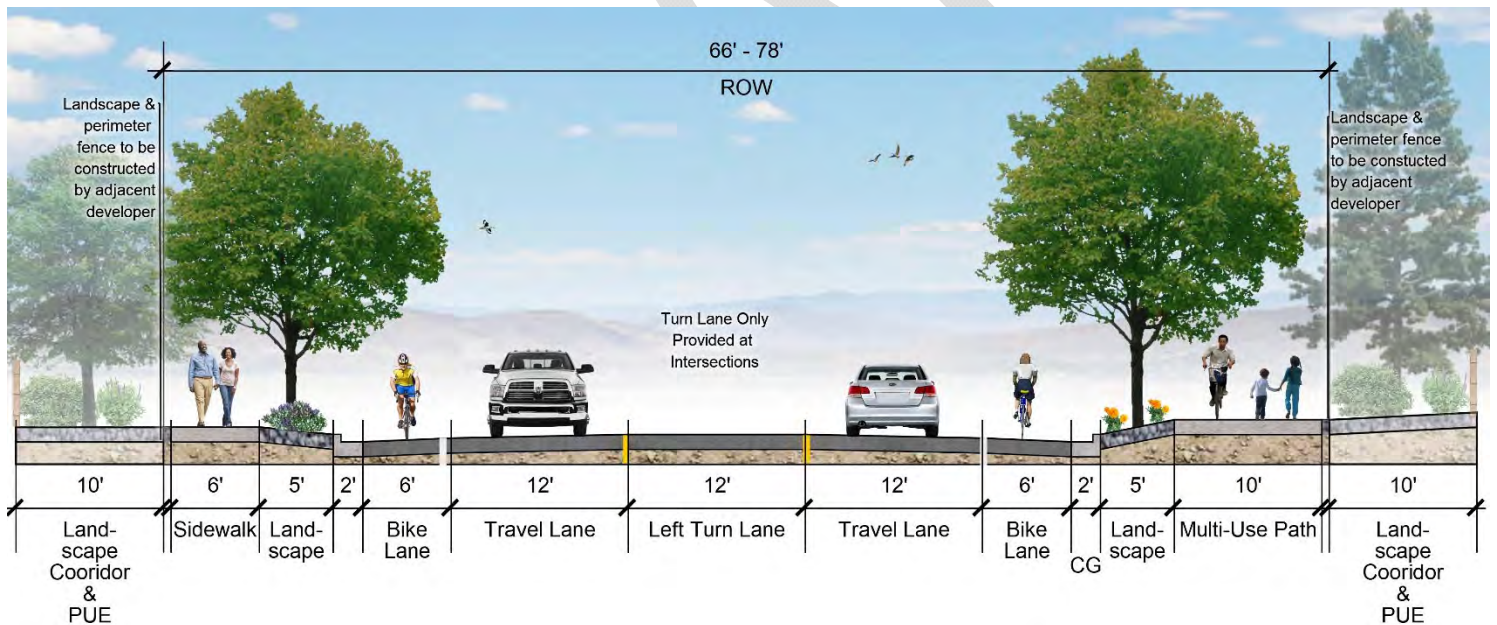 66' - 78'
ROW
Landscape &
perimeter
fence to be
constructed
by adjacent
developer
Landscape &
perimeter fence
to be constucted
by adjacent
developer
Turn Lane Only
Provided at
Intersections
10' 6' 5' 2' 6' 12' 12' 12' 6' 2' 5' 10' 10'
Land-
scape
Cooridor
&
PUE
Sidewalk
Land-
scape
Bike
Lane
Travel Lane
Left Turn Lane
Travel Lane
Bike
Lane
CG
Land-
scape
Multi-Use Path
Land-
scape
Cooridor
&
PUE